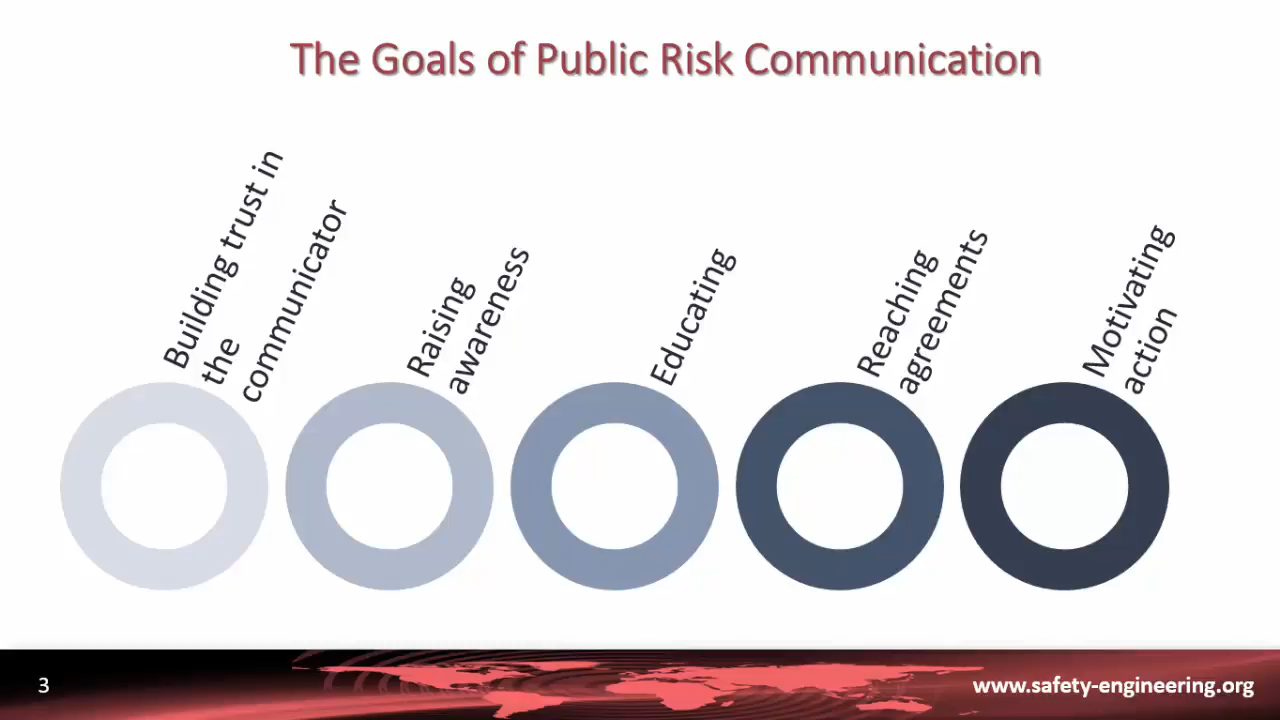 The Goals of Public Risk Communication
Building trust in
the
communicator
Raising
awareness
Educating
Reaching
agreements
Motivating
action
3
www.safety-engineering.org